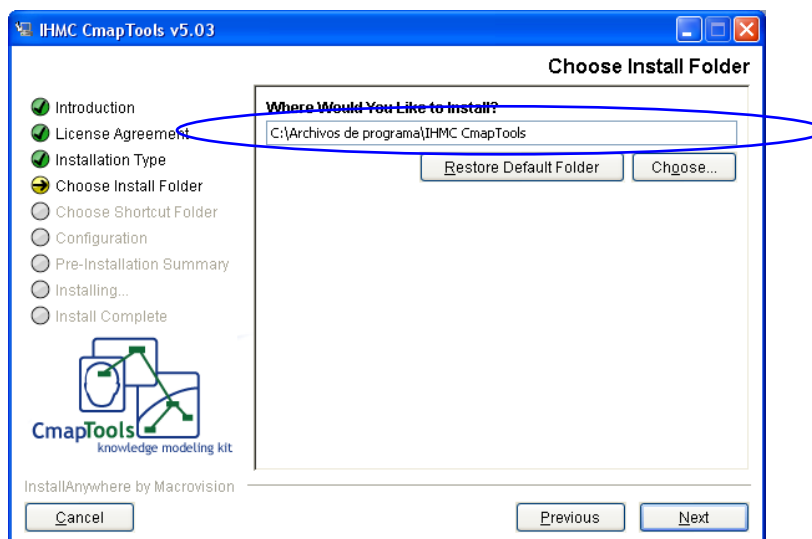 IHMC CmapTools v5.03
Choose Install Folder
Introduction
License Agreement
Installation Type
Choose Install Folder
Choose Shortcut Folder
Configuration
Pre-Installation Summary
Installing...
Install Complete
CmapTools
knowledge modeling kit
Where Would You Like to Install?
C:\Archivos de programa\IHMC CmapTools
Restore Default Folder
Choose...
InstallAnywhere by Macrovision
Cancel
Previous
Next